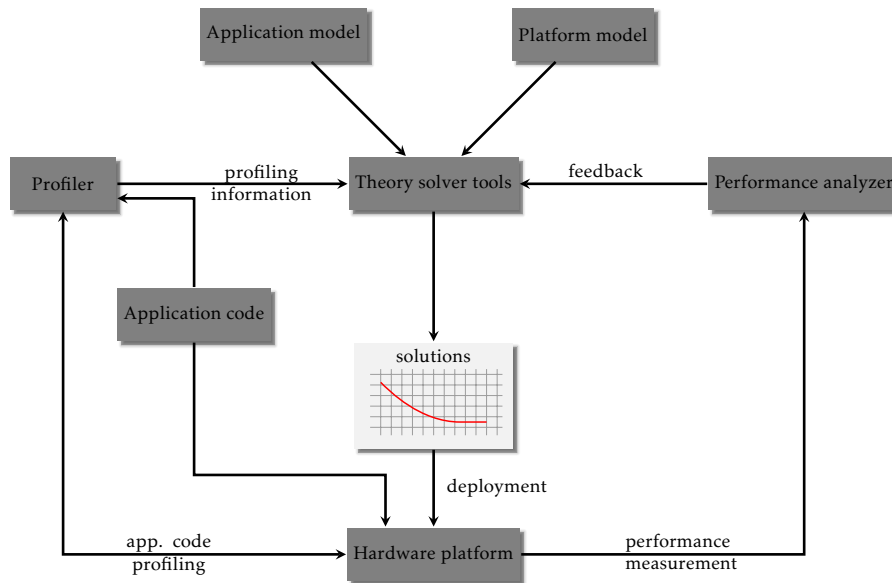 Application model
Platform model
Profiler
profiling
information
Theory solver tools
feedback
Performance analyzer
Application code
solutions
deployment
app. code
profiling
Hardware platform
performance
measurement